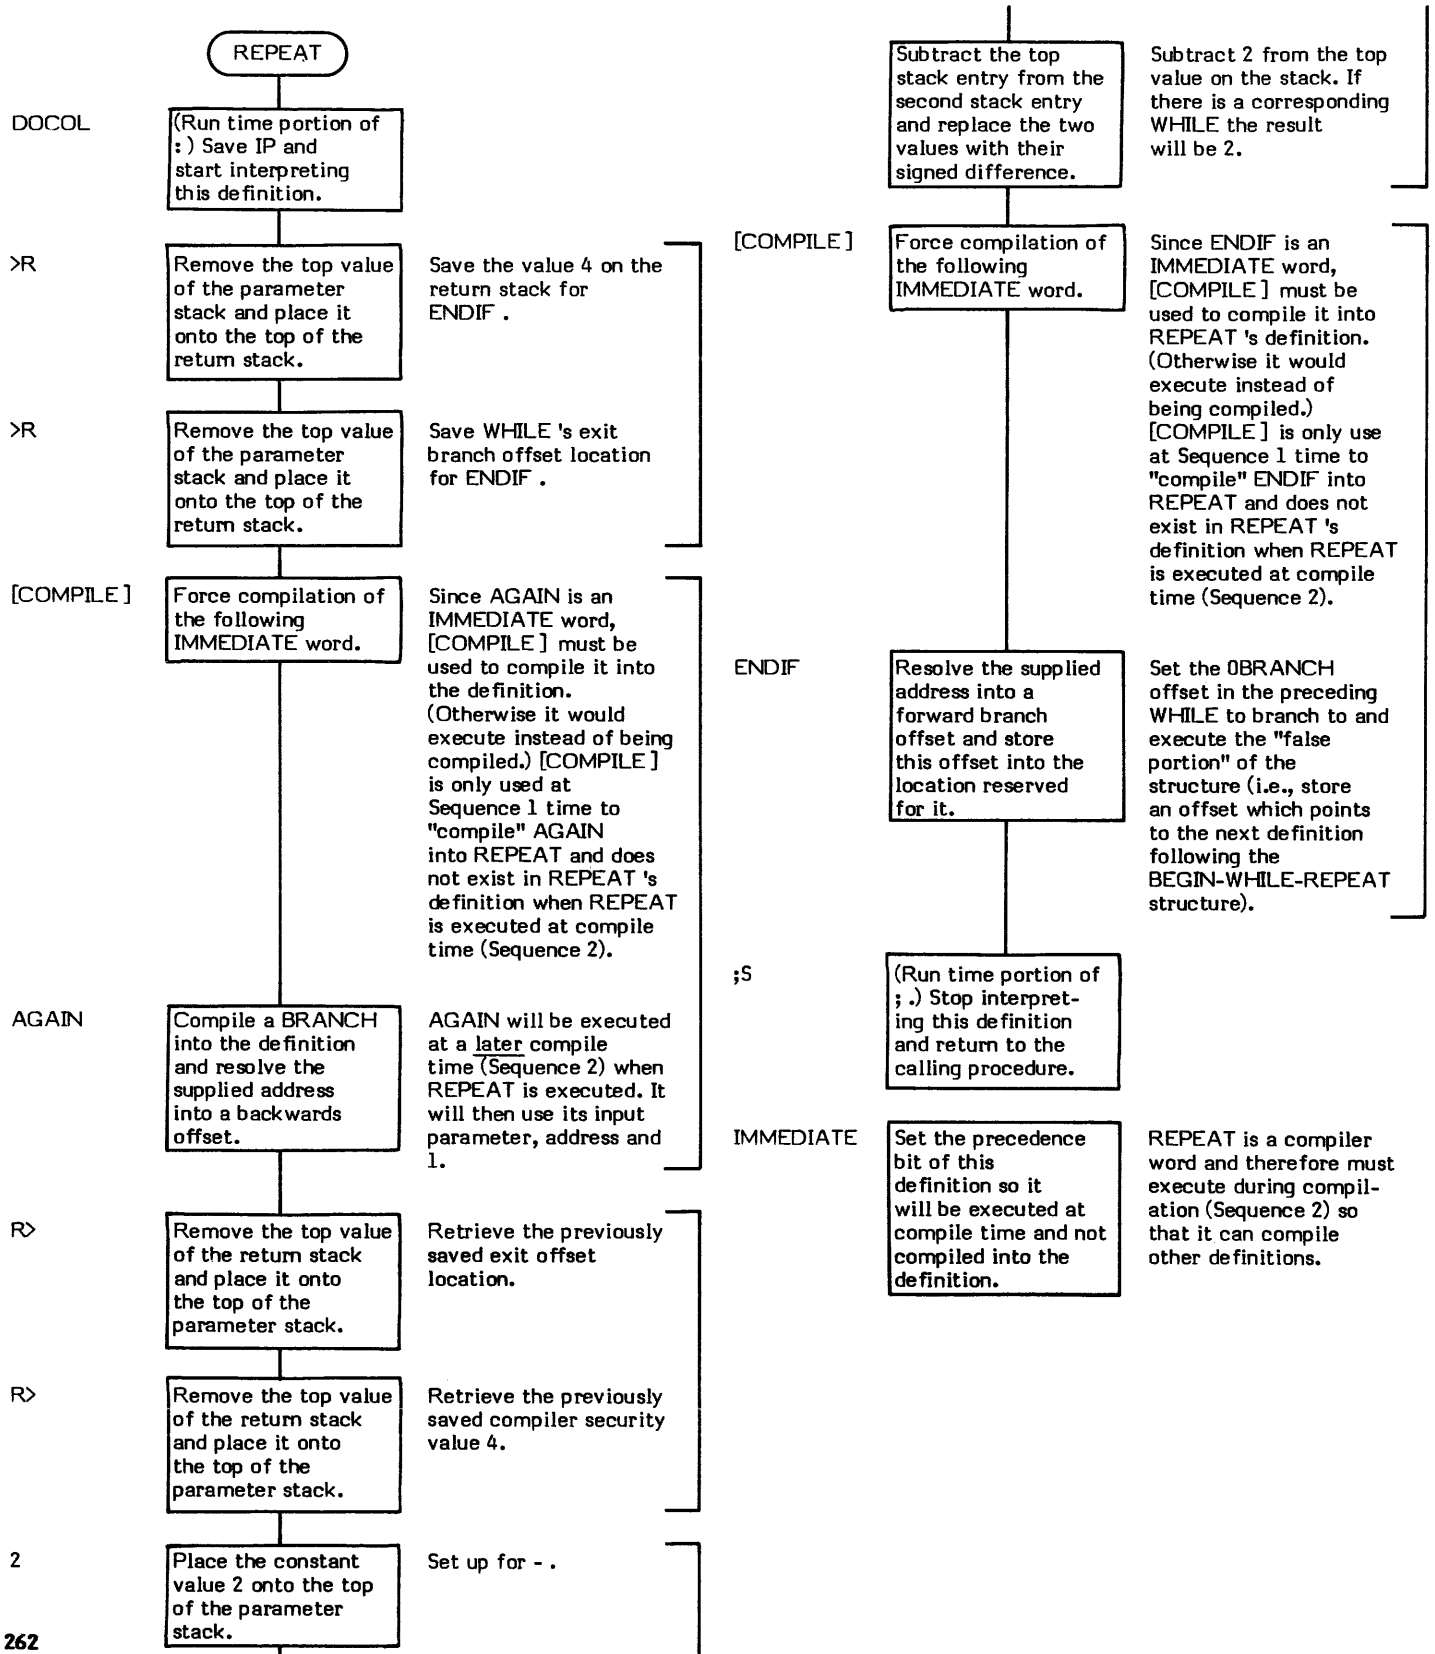 REPEAT
DOCOL
(Run time portion of
: ) Save IP and
start interpreting
this definition.
>R
Remove the top value
of the parameter
stack and place it
onto the top of the
return stack.
Save the value 4 on the
return stack for
ENDIF .
>R
Remove the top value
of the parameter
stack and place it
onto the top of the
return stack.
Save WHILE 's exit
branch offset location
for ENDIF .
[COMPILE]
Force compilation of
the following
IMMEDIATE word.
Since AGAIN is an
IMMEDIATE word,
[COMPILE] must be
used to compile it into
the definition.
(Otherwise it would
execute instead of being
compiled.) [COMPILE]
is only used at
Sequence 1 time to
"compile" AGAIN
into REPEAT and does
not exist in REPEAT 's
definition when REPEAT
is executed at compile
time (Sequence 2).
AGAIN
Compile a BRANCH
into the definition
and resolve the
supplied address
into a backwards
offset.
AGAIN will be executed
at a later compile
time (Sequence 2) when
REPEAT is executed. It
will then use its input
parameter, address and
1.
R>
Remove the top value
of the return stack
and place it onto
the top of the
parameter stack.
Retrieve the previously
saved exit offset
location.
R>
Remove the top value
of the return stack
and place it onto
the top of the
parameter stack.
Retrieve the previously
saved compiler security
value 4.
2
Place the constant
value 2 onto the top
of the parameter
stack.
Set up for - .
262
Subtract the top
stack entry from the
second stack entry
and replace the two
values with their
signed difference.
Subtract 2 from the top
value on the stack. If
there is a corresponding
WHILE the result
will be 2.
[COMPILE]
Force compilation of
the following
IMMEDIATE word.
Since ENDIF is an
IMMEDIATE word,
[COMPILE] must be
used to compile it into
REPEAT 's definition.
(Otherwise it would
execute instead of
being compiled.)
[COMPILE] is only use
at Sequence 1 time to
"compile" ENDIF into
REPEAT and does not
exist in REPEAT 's
definition when REPEAT
is executed at compile
time (Sequence 2).
ENDIF
Resolve the supplied
address into a
forward branch
offset and store
this offset into the
location reserved
for it.
Set the 0BRANCH
offset in the preceding
WHILE to branch to and
execute the "false
portion" of the
structure (i.e., store
an offset which points
to the next definition
following the
BEGIN-WHILE-REPEAT
structure).
;S
(Run time portion of
; .) Stop interpret-
ing this definition
and return to the
calling procedure.
IMMEDIATE
Set the precedence
bit of this
definition so it
will be executed at
compile time and not
compiled into the
definition.
REPEAT is a compiler
word and therefore must
execute during compil-
ation (Sequence 2) so
that it can compile
other definitions.